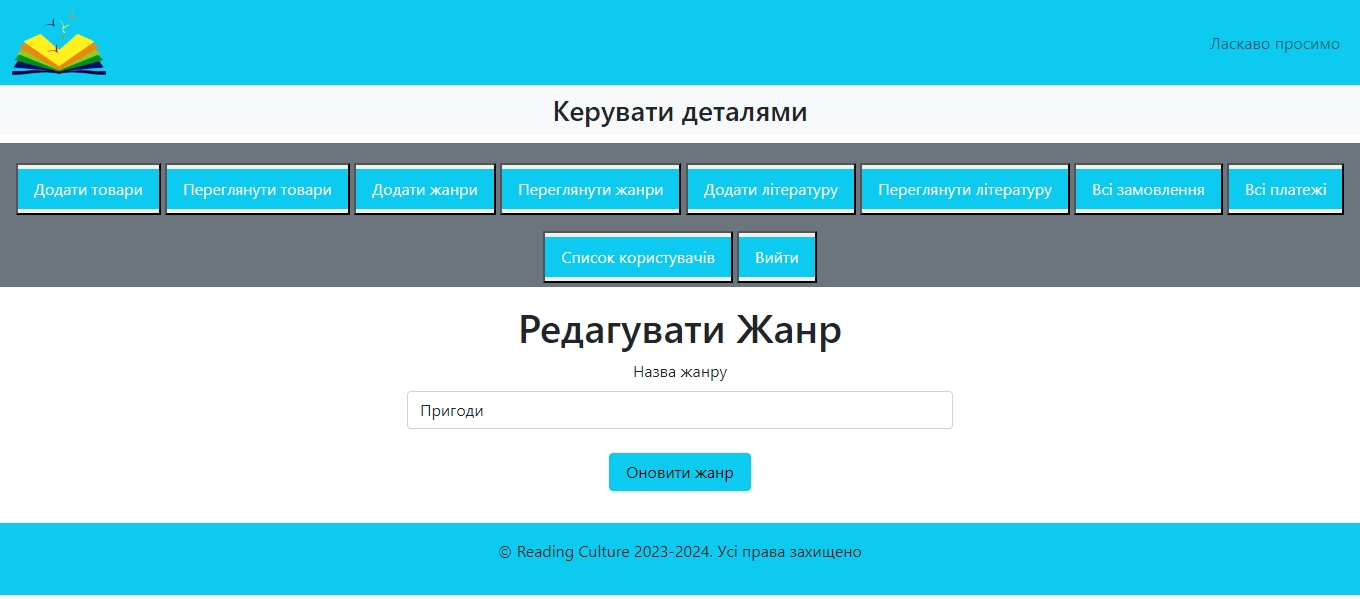 Ласкаво просимо
Керувати деталями
Додати товари Переглянути товари Додати жанри Переглянути жанри Додати літературу Переглянути літературу Всі замовлення Всі платежі
Список користувачів Вийти
Редагувати Жанр
Назва жанру
Пригоди
Оновити жанр
© Reading Culture 2023-2024. Усі права захищено